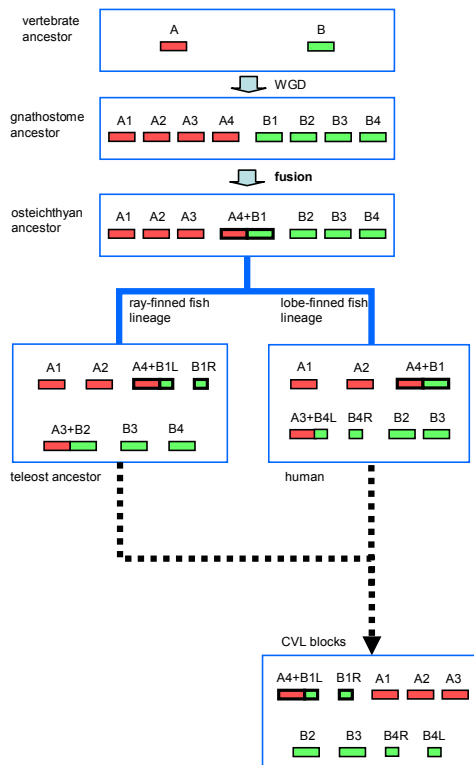 vertebrate
ancestor
A B
WGD
gnathostome
ancestor
A1 A2 A3 A4 B1 B2 B3 B4
fusion
osteichthyan
ancestor
A1 A2 A3 A4+B1 B2 B3 B4
ray-finned fish
lineage
lobe-finned fish
lineage
A1 A2 A4+B1L B1R
A3+B2 B3 B4
teleost ancestor
A1 A2 A4+B1
A3+B4L B4R B2 B3
human
CVL blocks
A4+B1L B1R A1 A2 A3
B2 B3 B4R B4L